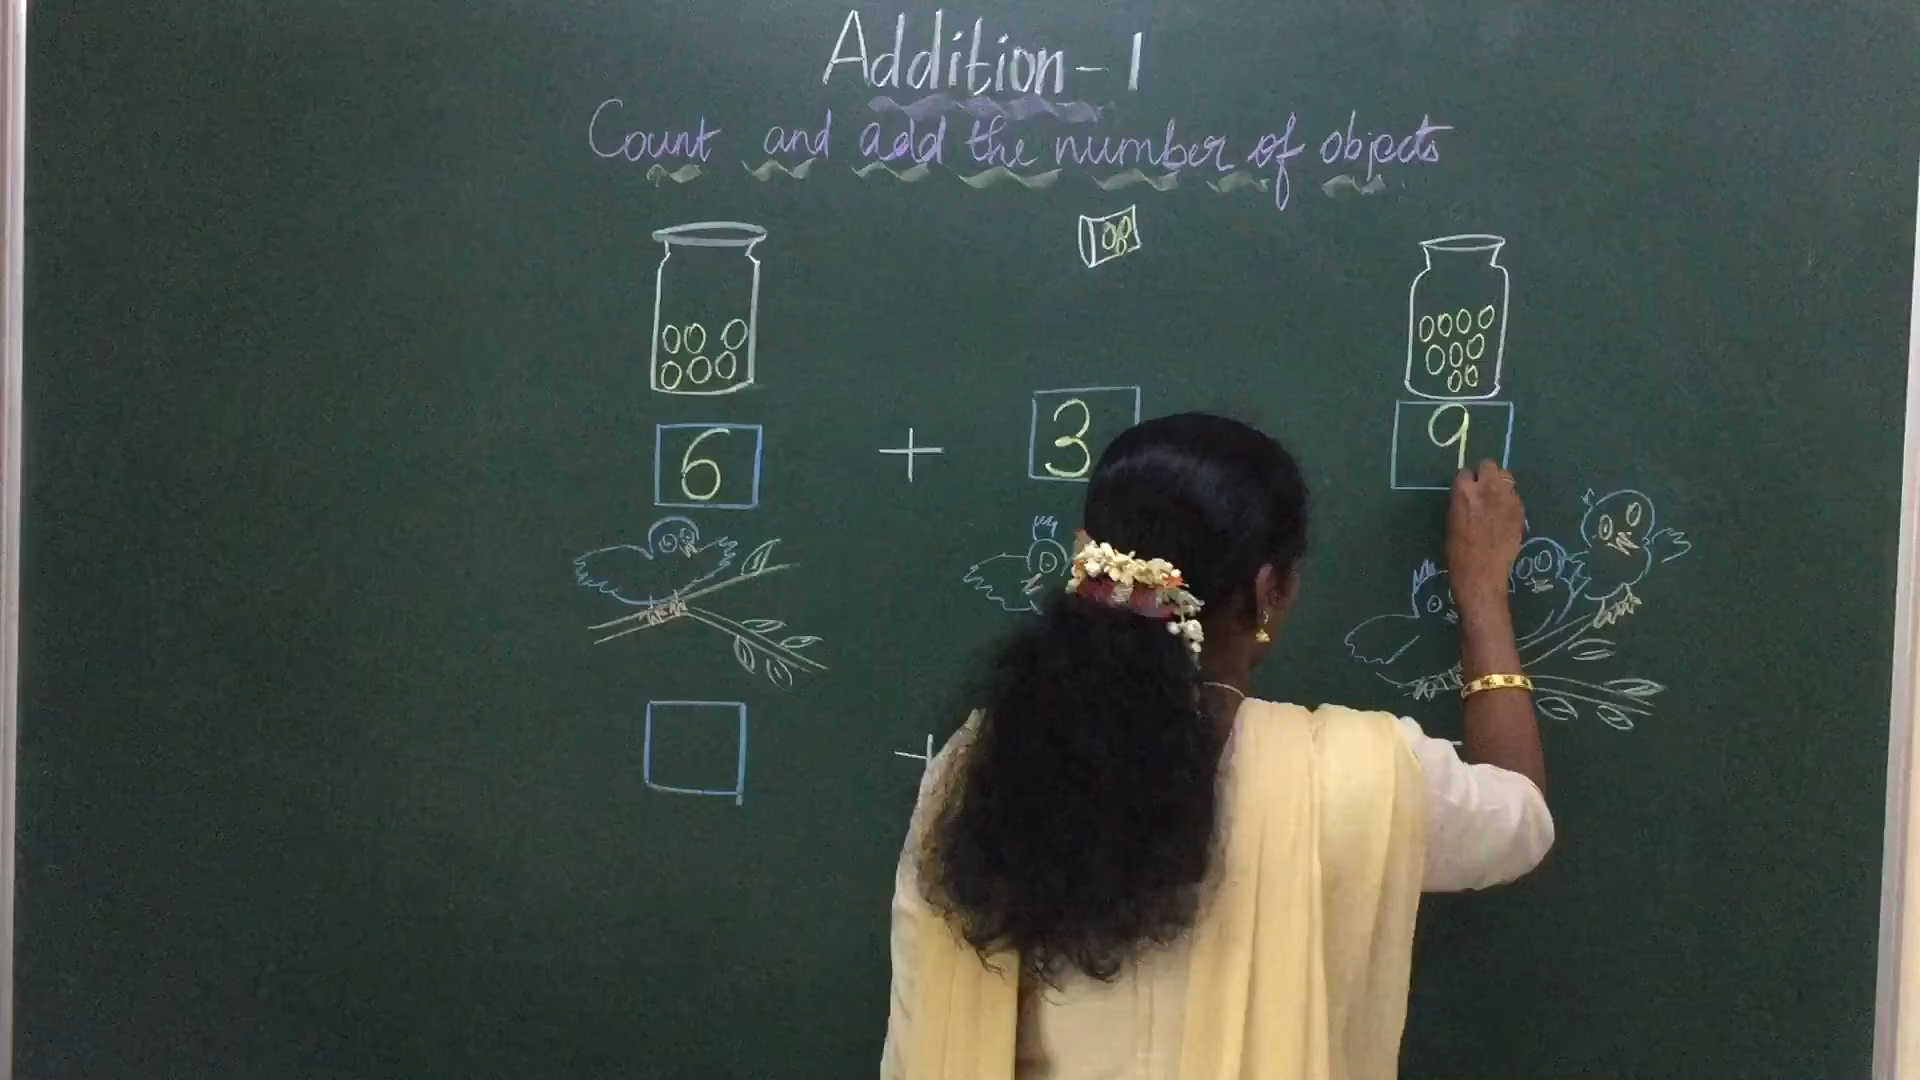 Addition-1
Count and add the number of objects
6 + 3 9
+